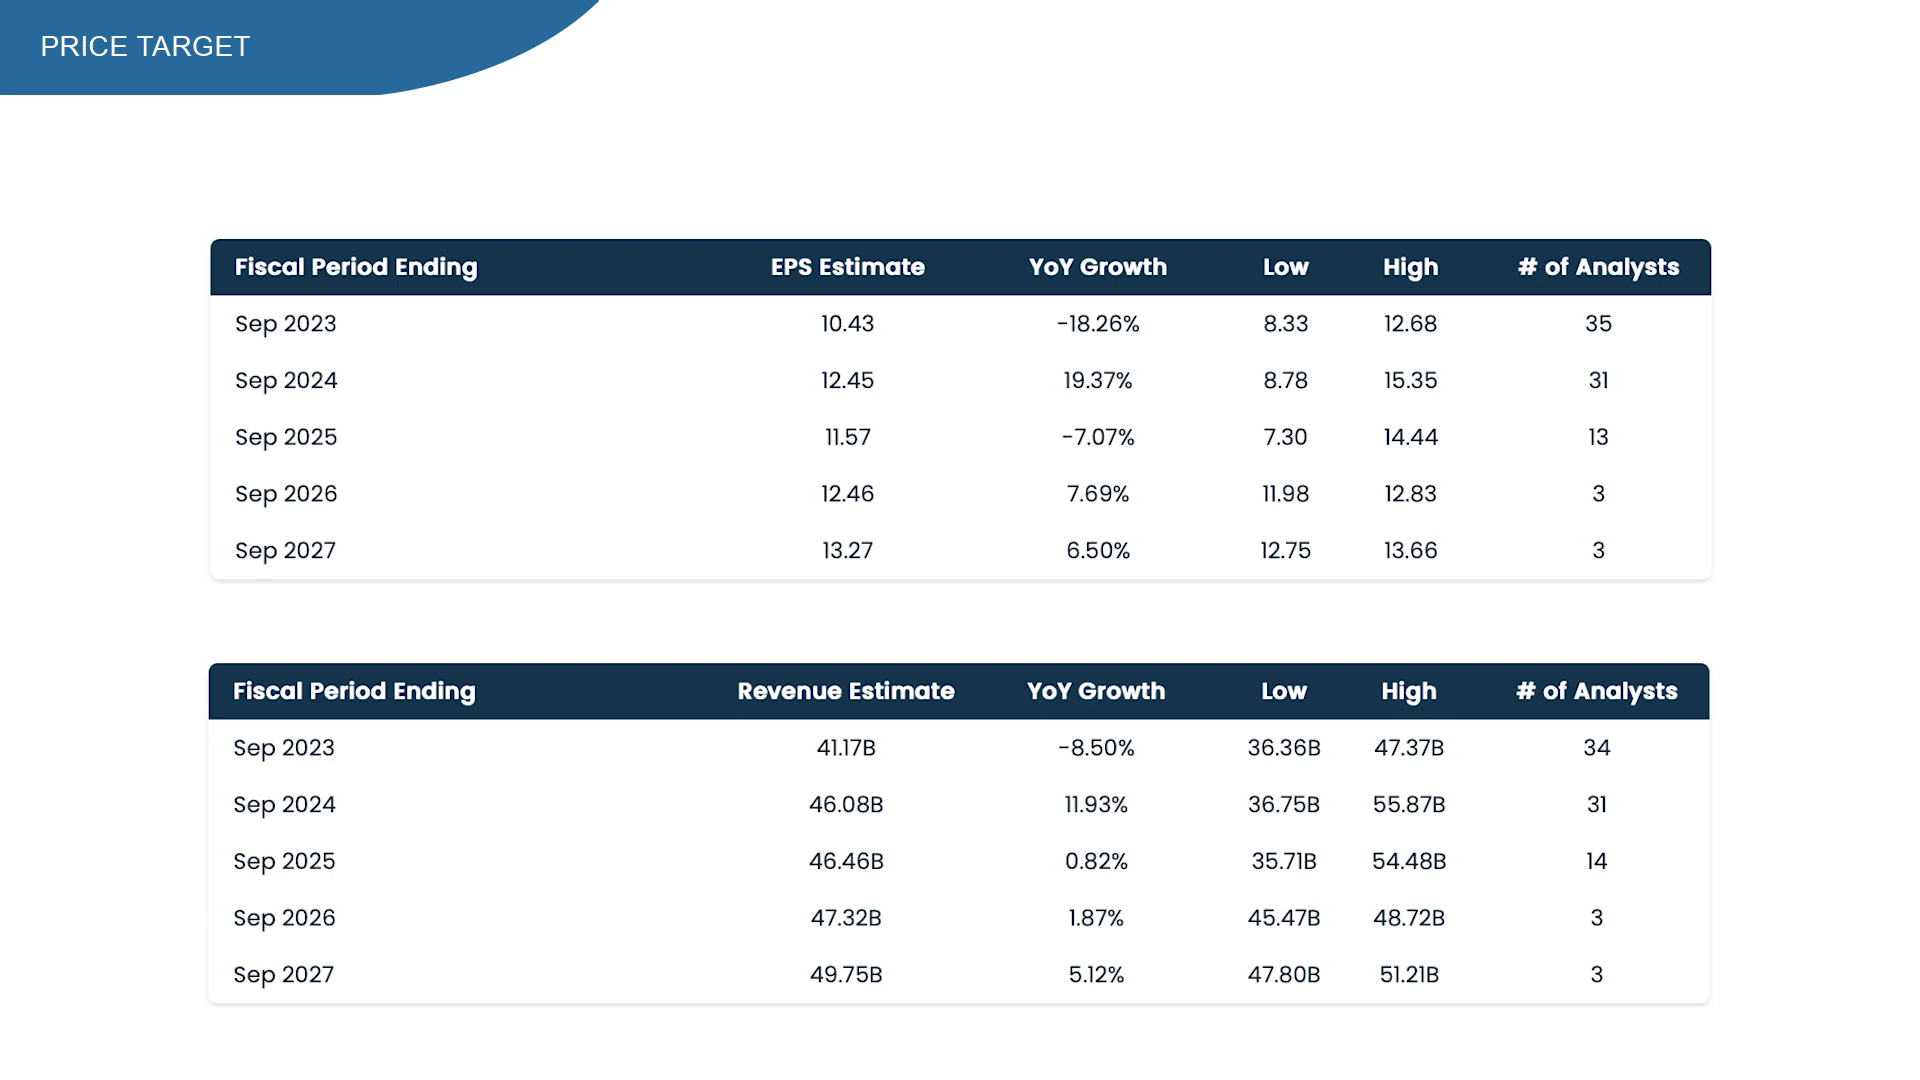 PRICE TARGET
Fiscal Period Ending EPS Estimate YoY Growth Low High # of Analysts
Sep 2023 10.43 -18.26% 8.33 12.68 35
Sep 2024 12.45 19.37% 8.78 15.35 31
Sep 2025 11.57 -7.07% 7.30 14.44 13
Sep 2026 12.46 7.69% 11.98 12.83 3
Sep 2027 13.27 6.50% 12.75 13.66 3
Fiscal Period Ending Revenue Estimate YoY Growth Low High # of Analysts
Sep 2023 41.17B -8.50% 36.36B 47.37B 34
Sep 2024 46.08B 11.93% 36.75B 55.87B 31
Sep 2025 46.46B 0.82% 35.71B 54.48B 14
Sep 2026 47.32B 1.87% 45.47B 48.72B 3
Sep 2027 49.75B 5.12% 47.80B 51.21B 3